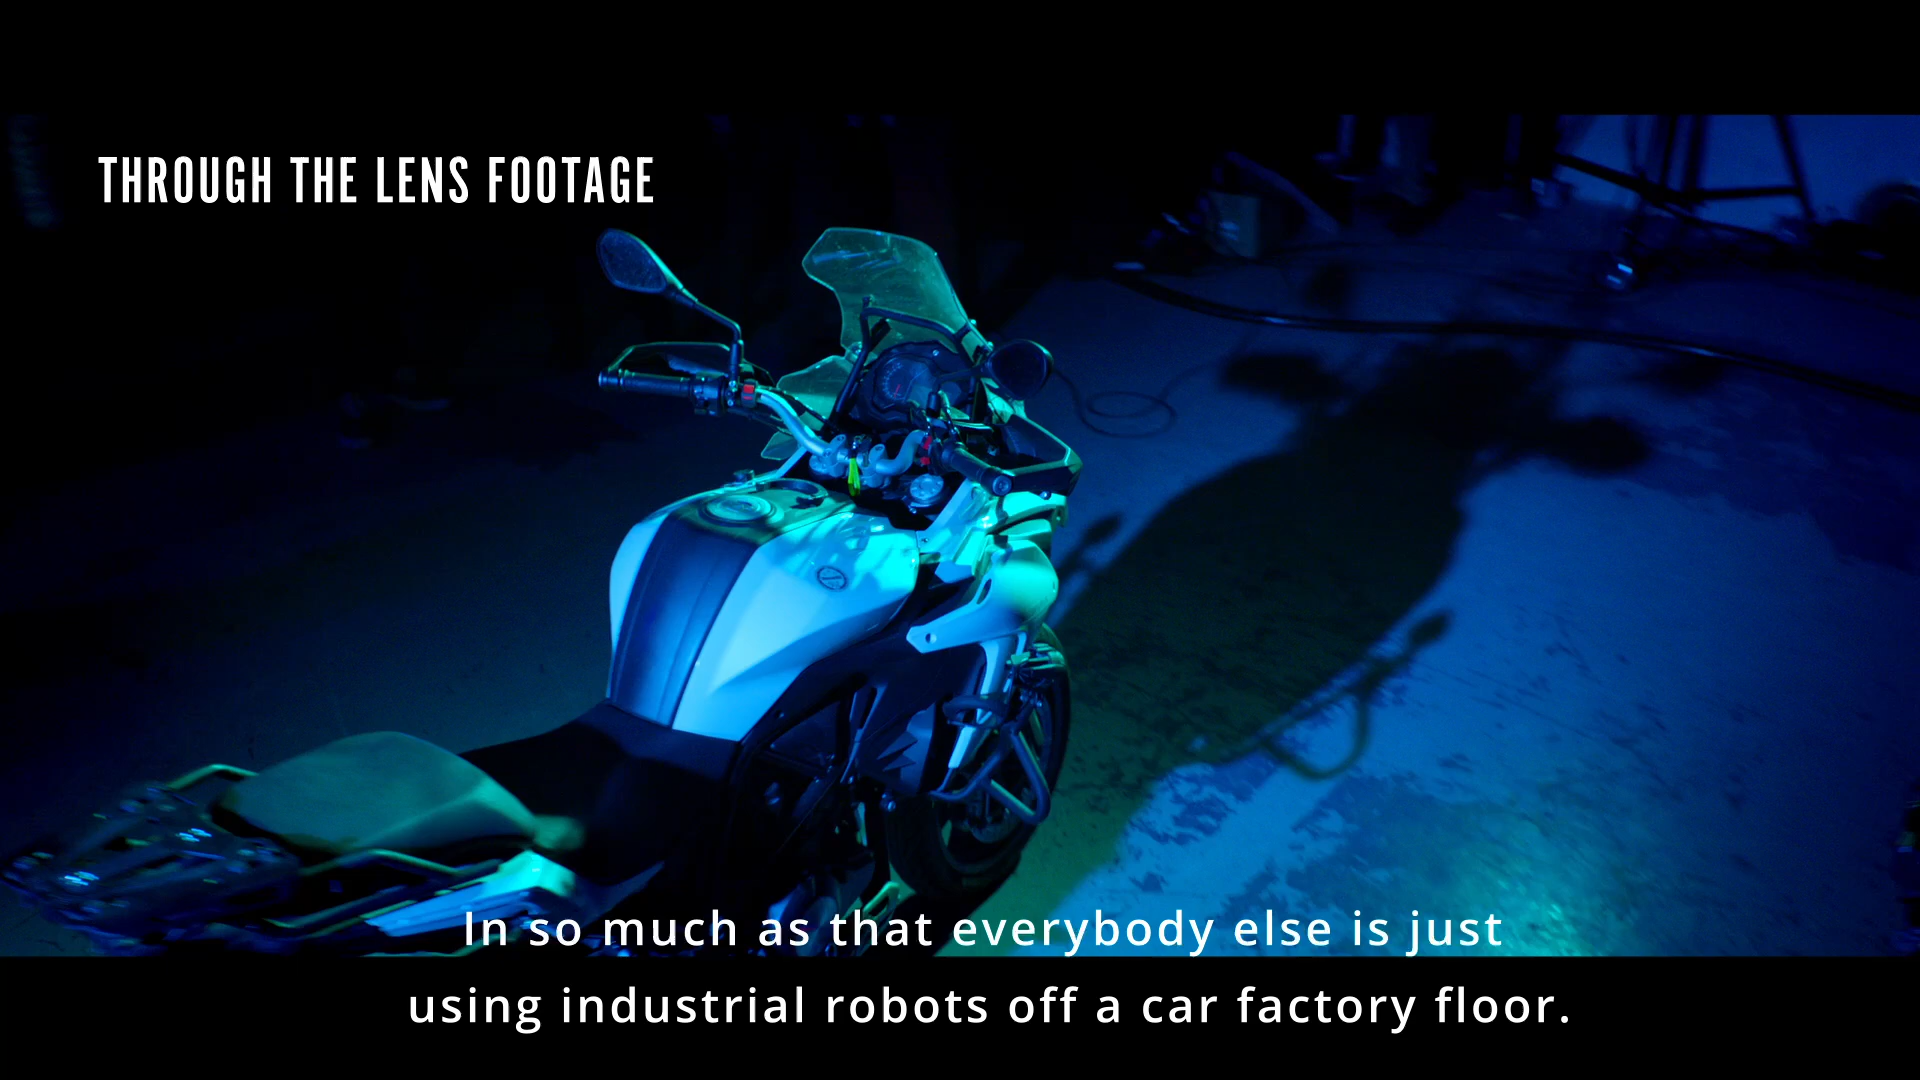 THROUGH THE LENS FOOTAGE
In so much as that everybody else is just
using industrial robots off a car factory floor.